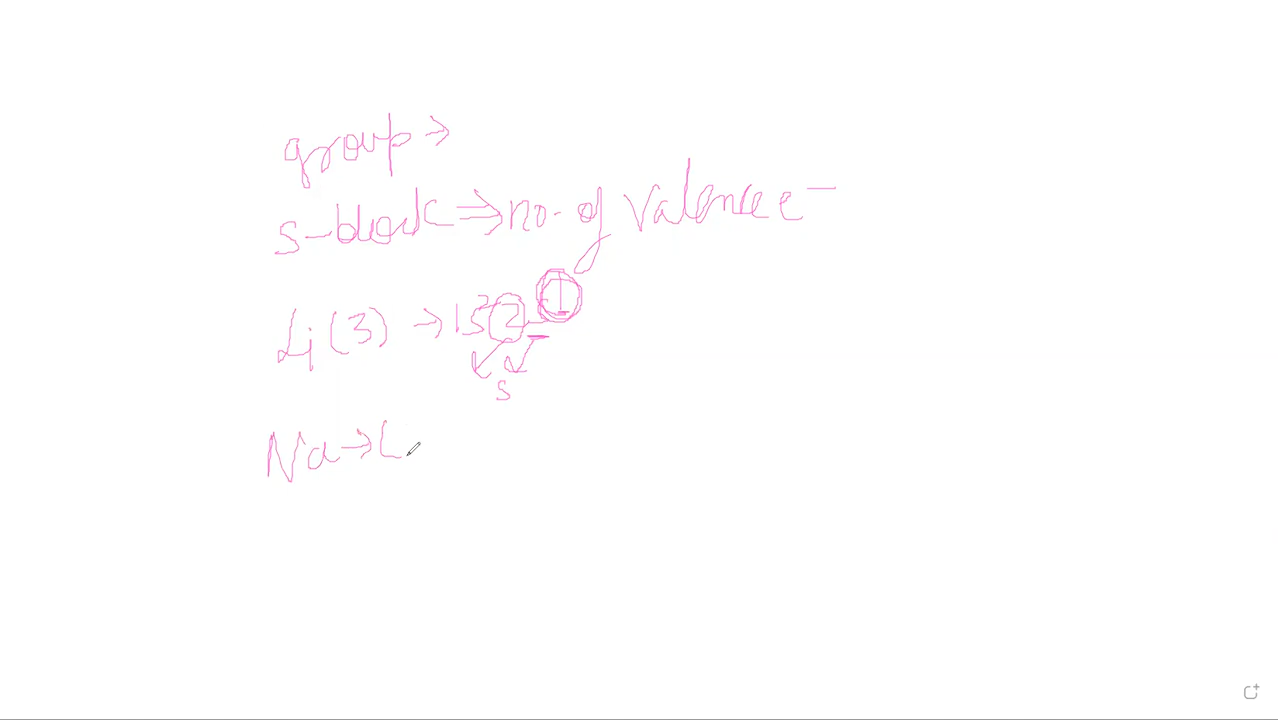 group →
s-block ⇒ no. of valence e⁻
Li (3) → 1s² 2s¹
s
Na → [